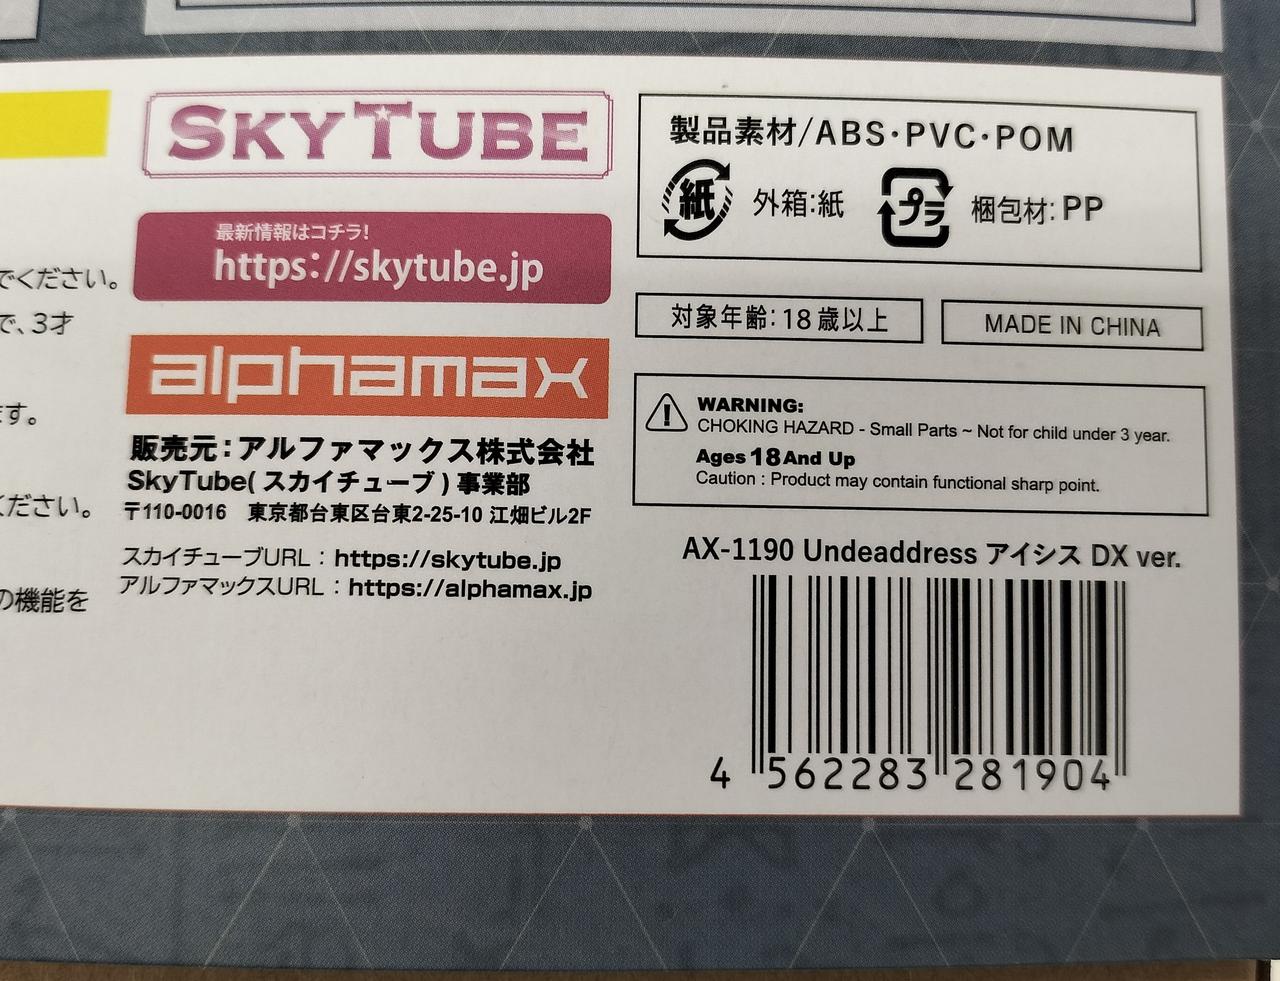 でください。
で、3才
ます。
ください。
の機能を
SKYTUBE
最新情報はコチラ!
https://skytube.jp
alphamax
販売元：アルファマックス株式会社
SkyTube(スカイチューブ)事業部
〒110-0016 東京都台東区台東2-25-10 江畑ビル2F
スカイチューブURL：https://skytube.jp
アルファマックスURL：https://alphamax.jp
製品素材/ABS・PVC・POM
紙 外箱:紙 プラ 梱包材:PP
対象年齢:18歳以上
MADE IN CHINA
WARNING:
CHOKING HAZARD - Small Parts ~ Not for child under 3 year.
Ages 18 And Up
Caution : Product may contain functional sharp point.
AX-1190 Undeaddress アイシス DX ver.
4 562283 281904